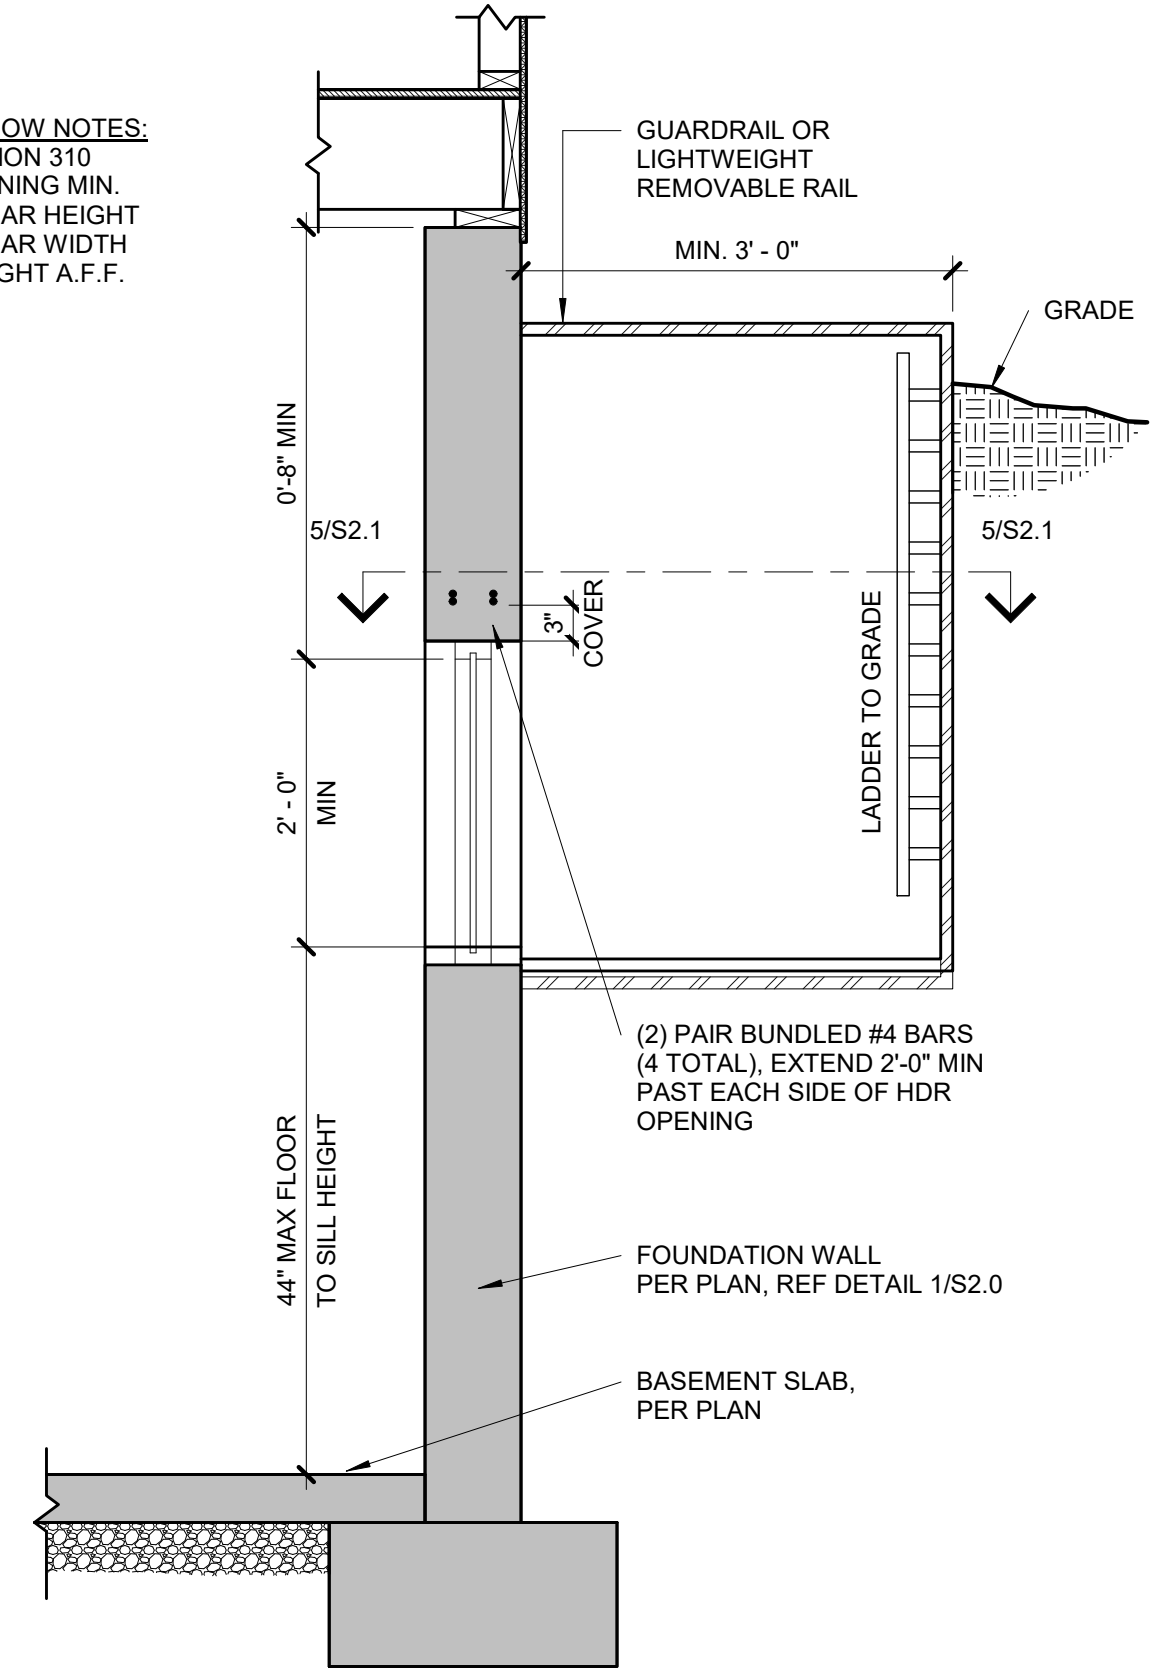 OW NOTES:
ION 310
NING MIN.
AR HEIGHT
AR WIDTH
GHT A.F.F.
GUARDRAIL OR
LIGHTWEIGHT
REMOVABLE RAIL
MIN. 3' - 0"
GRADE
0'-8" MIN
5/S2.1
5/S2.1
3"
COVER
LADDER TO GRADE
2' - 0"
MIN
(2) PAIR BUNDLED #4 BARS
(4 TOTAL), EXTEND 2'-0" MIN
PAST EACH SIDE OF HDR
OPENING
44" MAX FLOOR
TO SILL HEIGHT
FOUNDATION WALL
PER PLAN, REF DETAIL 1/S2.0
BASEMENT SLAB,
PER PLAN